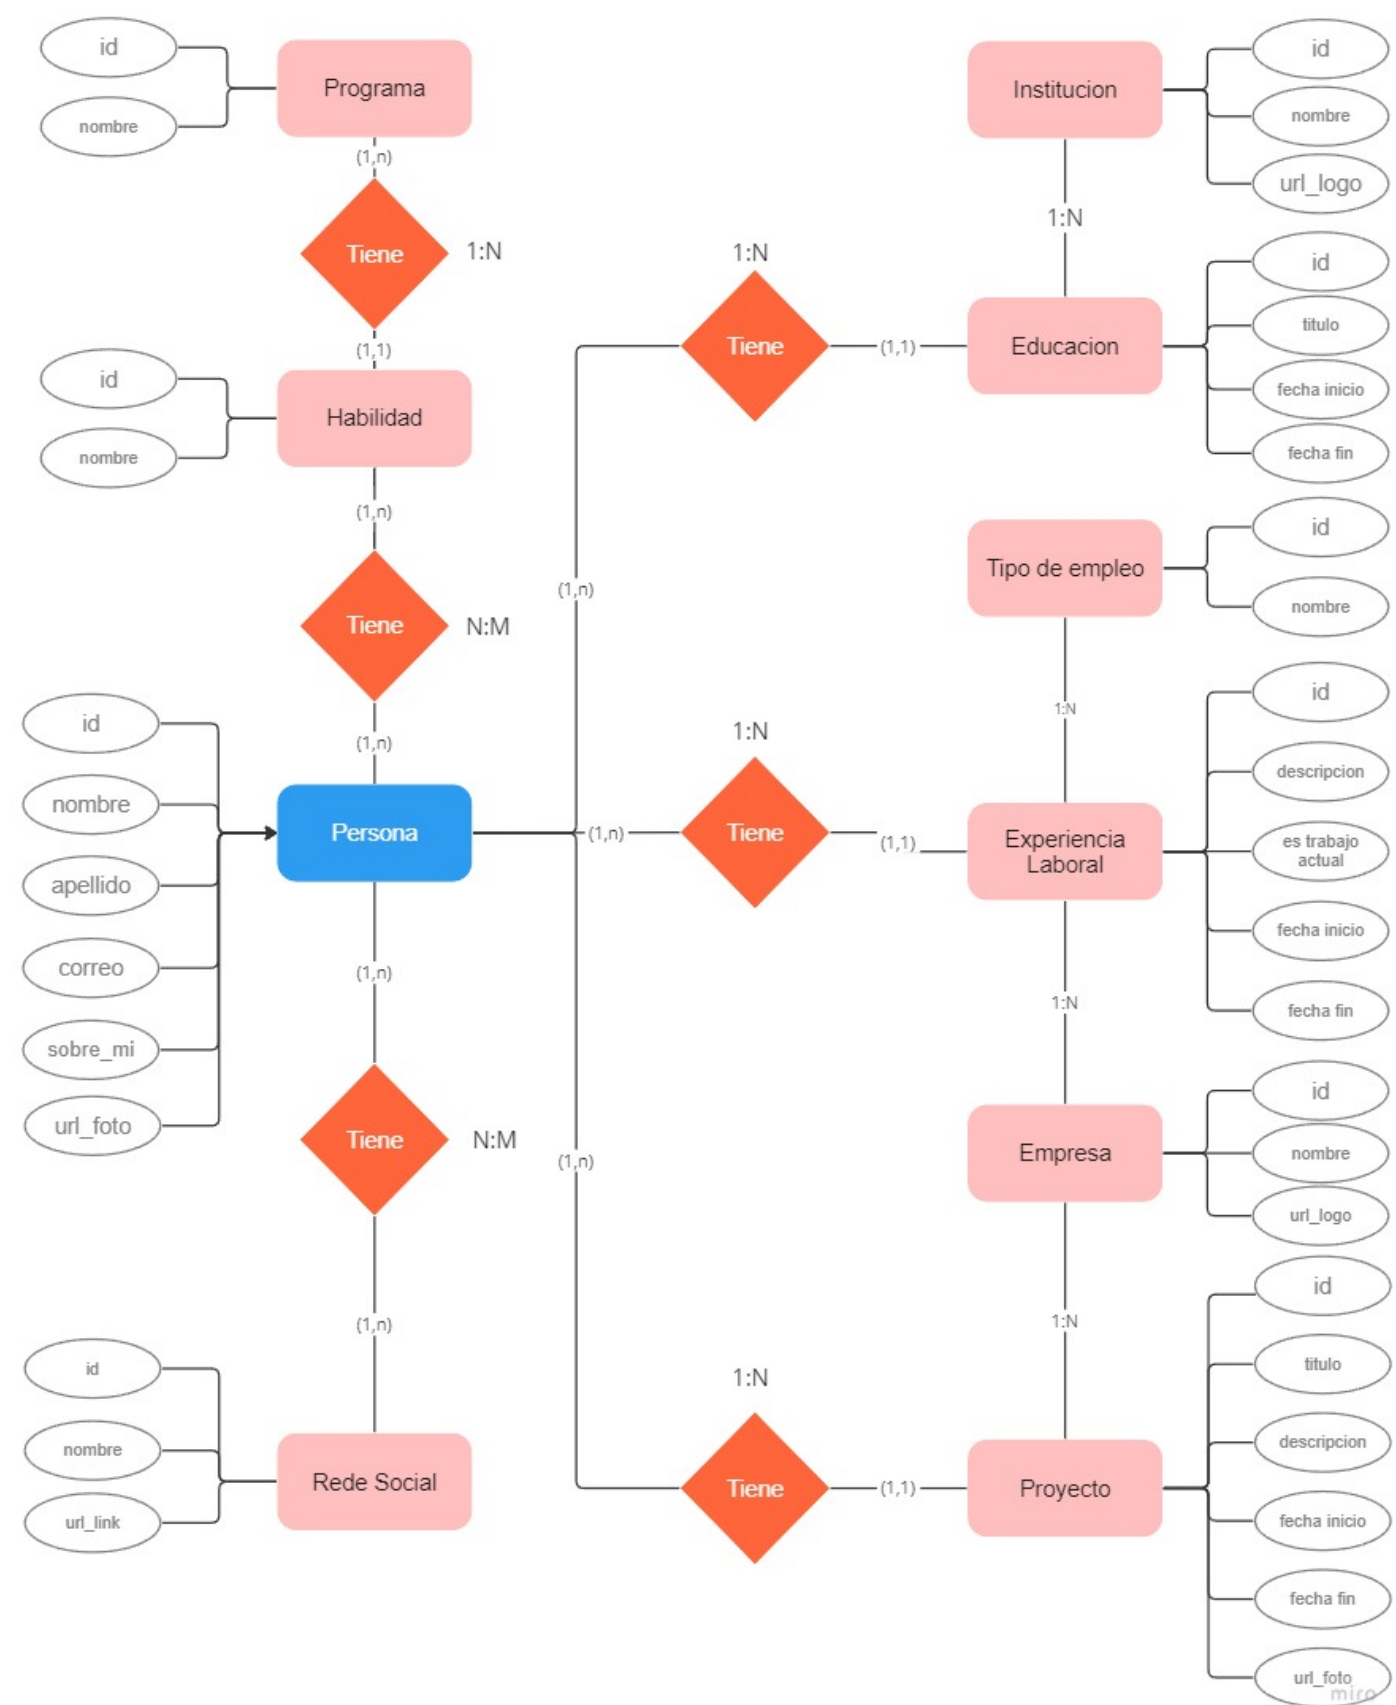 id
nombre
Programa
(1,n)
Tiene
1:N
(1,1)
id
nombre
Habilidad
(1,n)
Tiene
N:M
(1,n)
id
nombre
apellido
correo
sobre_mi
url_foto
Persona
(1,n)
Tiene
N:M
(1,n)
id
nombre
url_link
Rede Social
(1,n)
1:N
Tiene
(1,1)
(1,n)
1:N
Tiene
(1,1)
(1,n)
1:N
Tiene
(1,1)
Institucion
id
nombre
url_logo
1:N
Educacion
id
titulo
fecha inicio
fecha fin
Tipo de empleo
id
nombre
1:N
Experiencia
Laboral
id
descripcion
es trabajo
actual
fecha inicio
fecha fin
1:N
Empresa
id
nombre
url_logo
1:N
Proyecto
id
titulo
descripcion
fecha inicio
fecha fin
url_foto
miro